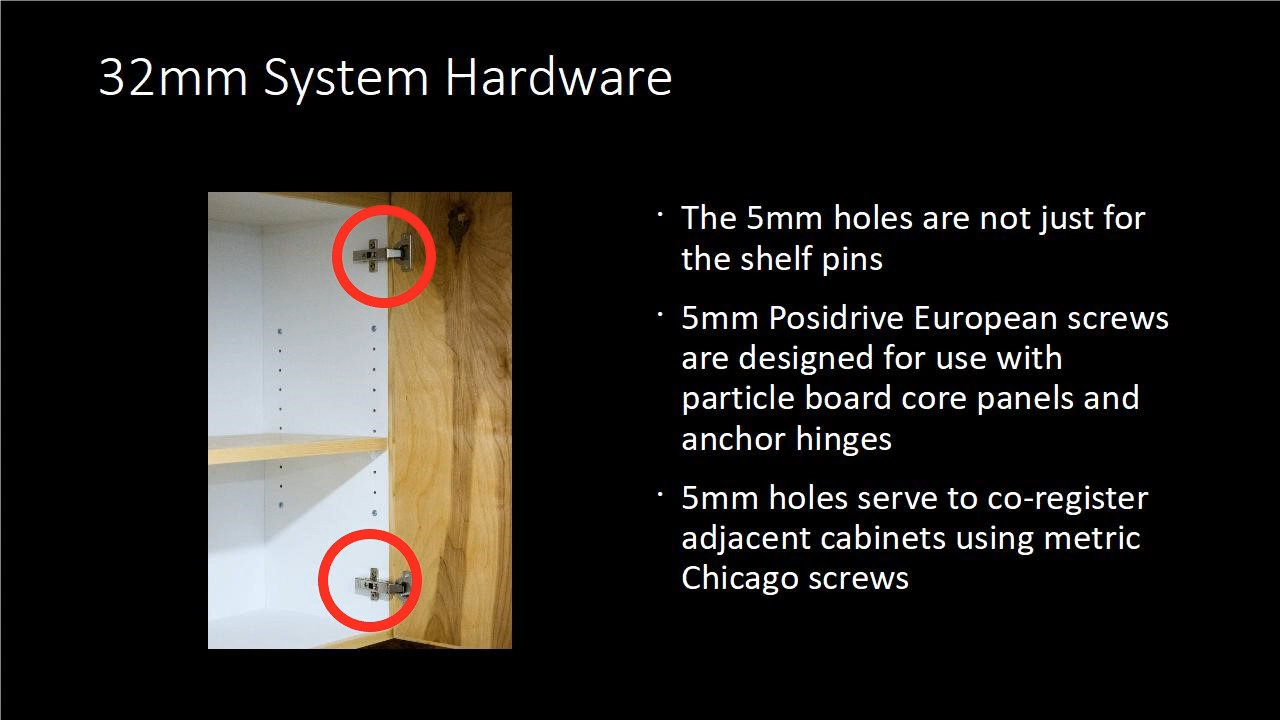 32mm System Hardware
· The 5mm holes are not just for
the shelf pins
· 5mm Posidrive European screws
are designed for use with
particle board core panels and
anchor hinges
· 5mm holes serve to co-register
adjacent cabinets using metric
Chicago screws